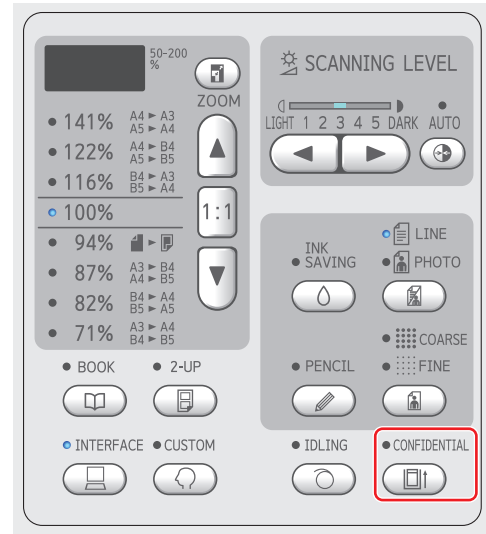 50-200
%
ZOOM
141% A4 ► A3
A5 ► A4
122% A4 ► B4
A5 ► B5
116% B4 ► A3
B5 ► A4
100%
1:1
94%
87% A3 ► B4
A4 ► B5
82% B4 ► A4
B5 ► A5
71% A3 ► A4
B4 ► B5
BOOK
2-UP
INTERFACE
CUSTOM
SCANNING LEVEL
LIGHT 1 2 3 4 5 DARK
AUTO
INK
SAVING
LINE
PHOTO
COARSE
PENCIL
FINE
IDLING
CONFIDENTIAL